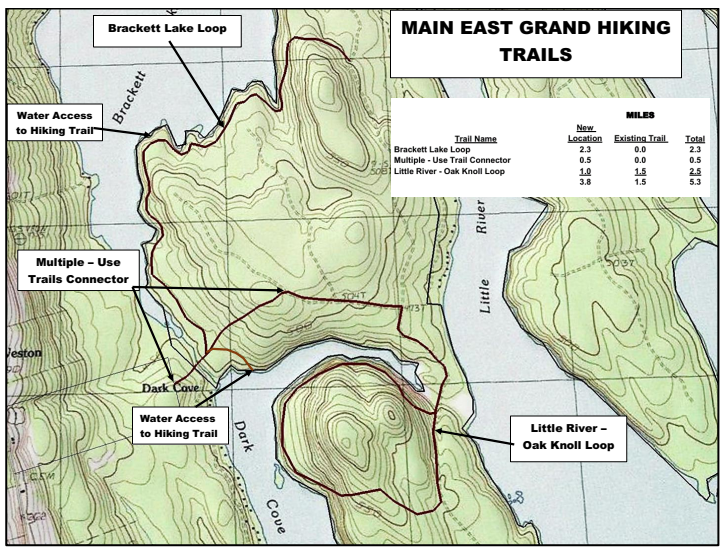 MAIN EAST GRAND HIKING
TRAILS
Brackett Lake Loop
Brackett
Water Access
to Hiking Trail
MILES
New
Trail Name Location Existing Trail Total
Brackett Lake Loop 2.3 0.0 2.3
Multiple - Use Trail Connector 0.5 0.0 0.5
Little River - Oak Knoll Loop 1.0 1.5 2.5
3.8 1.5 5.3
Little River
Multiple – Use
Trails Connector
504T
503T
500
Weston
Dark Cove
Water Access
to Hiking Trail
Little River –
Oak Knoll Loop
Dark
Cove